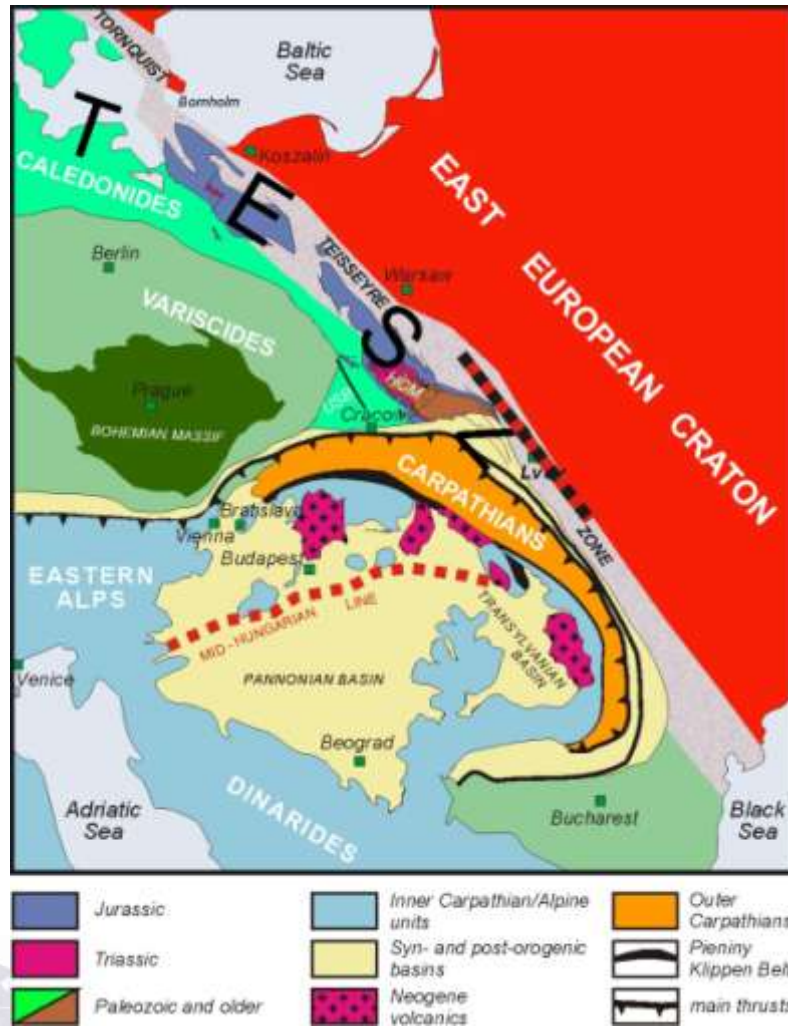 TORNQUIST
Baltic
Sea
Bornholm
T
E
S
Z
CALEDONIDES
Koszalin
EAST EUROPEAN CRATON
TEISSEYRE
Berlin
Warsaw
VARISCIDES
HCM
Prague
BOHEMIAN MASSIF
Cracow
Lv
CARPATHIANS
ZONE
Bratislava
Vienna
Budapest
EASTERN
ALPS
MID-HUNGARIAN LINE
TRANSYLVANIAN
BASIN
Venice
PANNONIAN BASIN
Beograd
Adriatic
Sea
DINARIDES
Bucharest
Black
Sea
Jurassic
Inner Carpathian/Alpine
units
Outer
Carpathians
Triassic
Syn- and post-orogenic
basins
Pieniny
Klippen Belt
Paleozoic and older
Neogene
volcanics
main thrusts